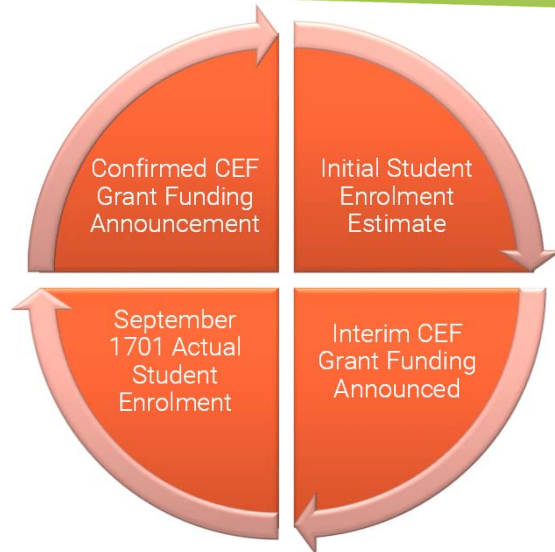 Confirmed CEF
Grant Funding
Announcement
Initial Student
Enrolment
Estimate
September
1701 Actual
Student
Enrolment
Interim CEF
Grant Funding
Announced